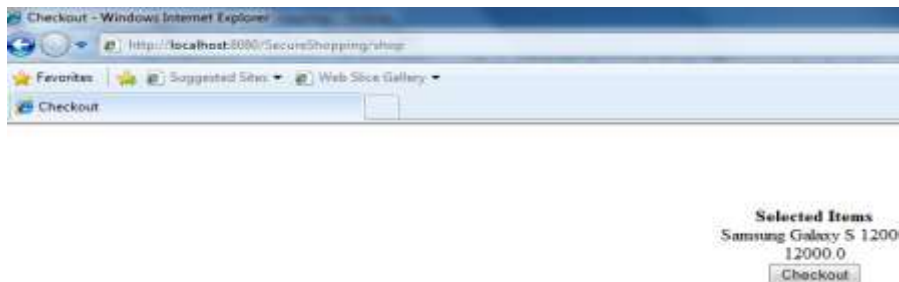 Checkout - Windows Internet Explorer
http://localhost:8080/SecureShopping/shop
Favorites Suggested Sites Web Slice Gallery
Checkout
Selected Items
Samsung Galaxy S 1200
12000.0
Checkout